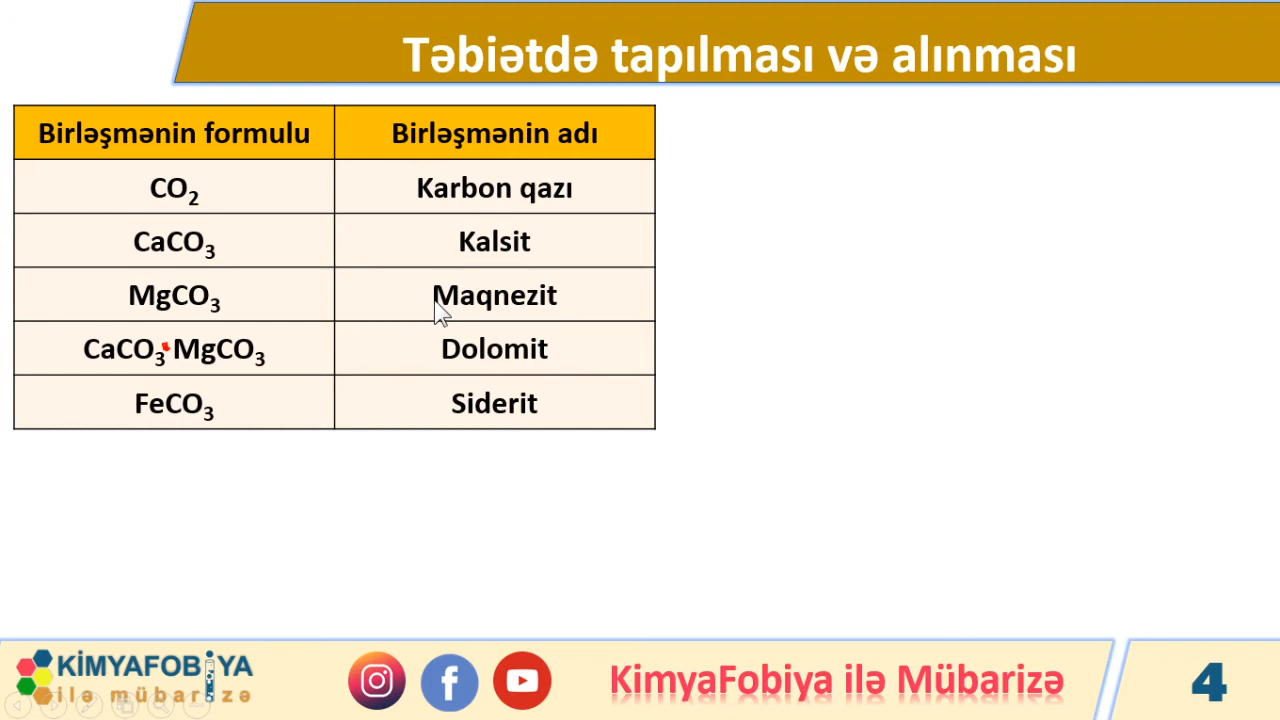 Təbiətdə tapılması və alınması
Birləşmənin formulu Birləşmənin adı
CO₂ Karbon qazı
CaCO₃ Kalsit
MgCO₃ Maqnezit
CaCO₃·MgCO₃ Dolomit
FeCO₃ Siderit
KİMYAFOBİYA
ilə mübarizə
KimyaFobiya ilə Mübarizə
4